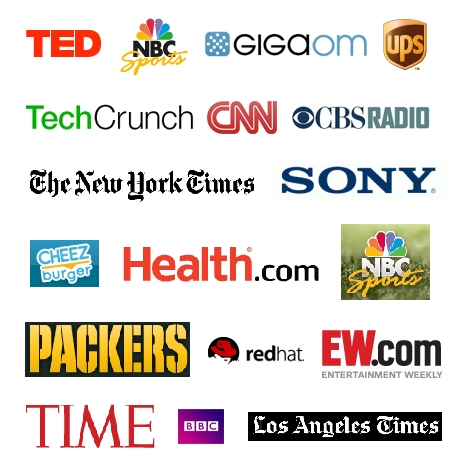 TED
NBC
Sports
GIGAOM
ups
TM
TechCrunch
CNN
CBS RADIO
The New York Times
SONY®
CHEEZ
burger
Health®.com
NBC
Sports
PACKERS
redhat.
EW.com
ENTERTAINMENT WEEKLY
TIME
BBC
Los Angeles Times